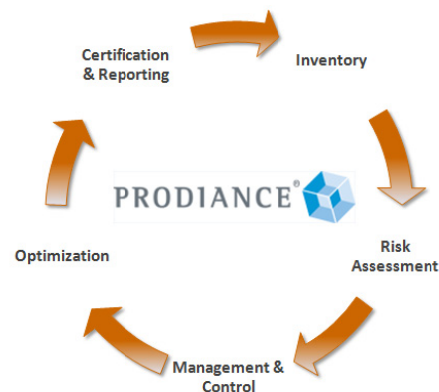 Certification
& Reporting
Inventory
PRODIANCE®
Optimization
Risk
Assessment
Management &
Control